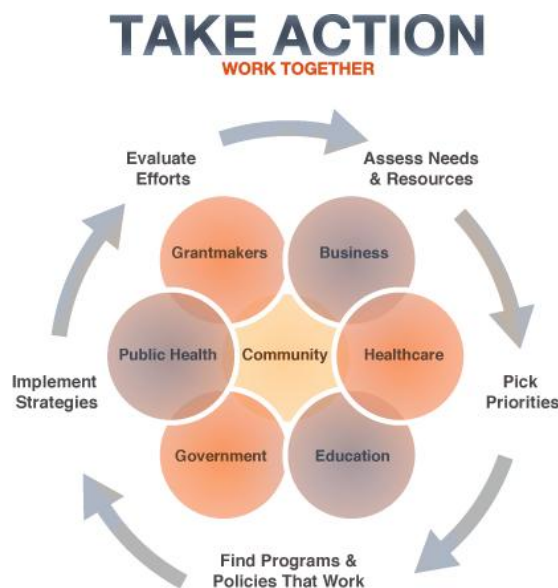 TAKE ACTION
WORK TOGETHER
Evaluate
Efforts
Assess Needs
& Resources
Grantmakers
Business
Public Health
Community
Healthcare
Implement
Strategies
Pick
Priorities
Government
Education
Find Programs &
Policies That Work